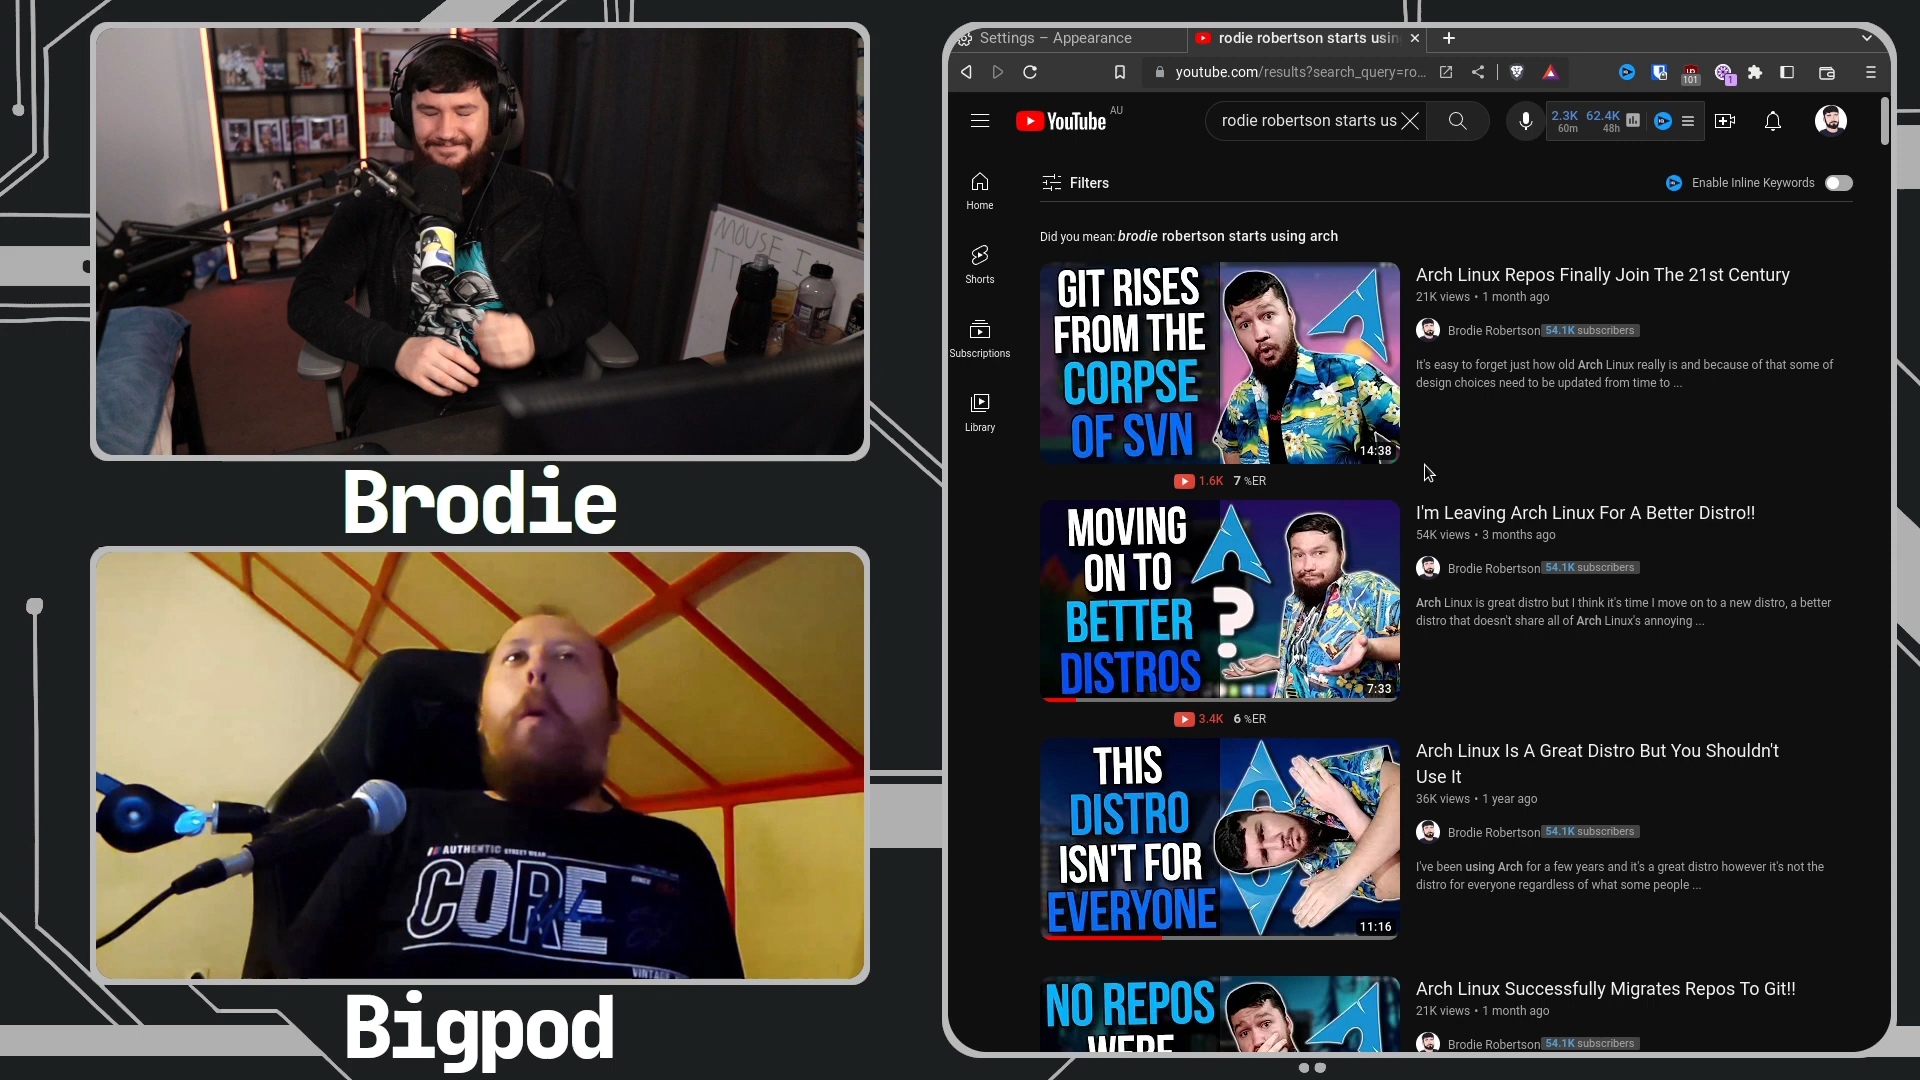 MOUSE I
Brodie
AUTHENTIC STREET WEAR
CORE
SINCE
VINTAGE
Bigpod
Settings – Appearance
rodie robertson starts usin
youtube.com/results?search_query=ro...
101
1
YouTube
AU
rodie robertson starts us
2.3K 62.4K
60m 48h
Home
Shorts
Subscriptions
Library
Filters
Enable Inline Keywords
Did you mean: brodie robertson starts using arch
GIT RISES
FROM THE
CORPSE
OF SVN
14:38
1.6K 7 %ER
Arch Linux Repos Finally Join The 21st Century
21K views • 1 month ago
Brodie Robertson 54.1K subscribers
It's easy to forget just how old Arch Linux really is and because of that some of
design choices need to be updated from time to ...
MOVING
ON TO
BETTER
DISTROS
?
7:33
3.4K 6 %ER
I'm Leaving Arch Linux For A Better Distro!!
54K views • 3 months ago
Brodie Robertson 54.1K subscribers
Arch Linux is great distro but I think it's time I move on to a new distro, a better
distro that doesn't share all of Arch Linux's annoying ...
THIS
DISTRO
ISN'T FOR
EVERYONE
11:16
Arch Linux Is A Great Distro But You Shouldn't
Use It
36K views • 1 year ago
Brodie Robertson 54.1K subscribers
I've been using Arch for a few years and it's a great distro however it's not the
distro for everyone regardless of what some people ...
NO REPOS
WERE
Arch Linux Successfully Migrates Repos To Git!!
21K views • 1 month ago
Brodie Robertson 54.1K subscribers